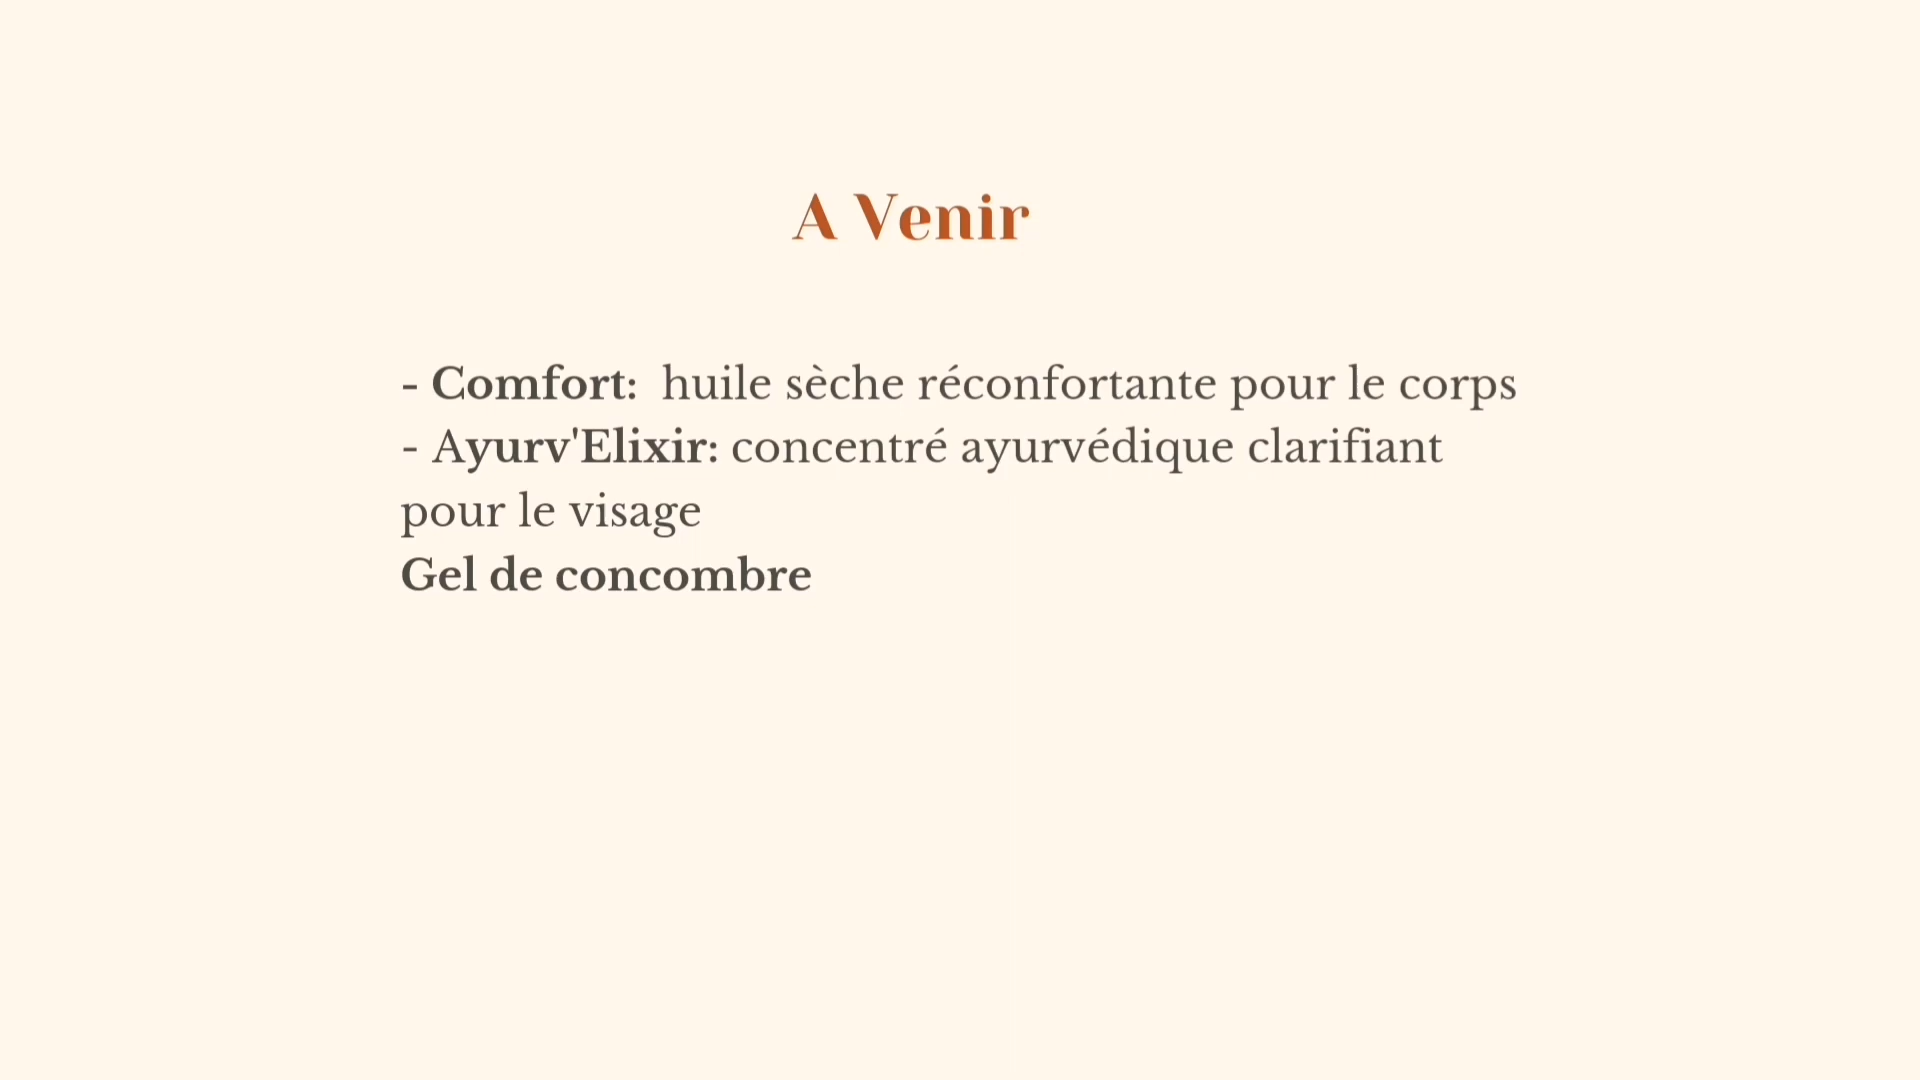 A Venir
- Comfort:  huile sèche réconfortante pour le corps
- Ayurv'Elixir: concentré ayurvédique clarifiant
pour le visage
Gel de concombre